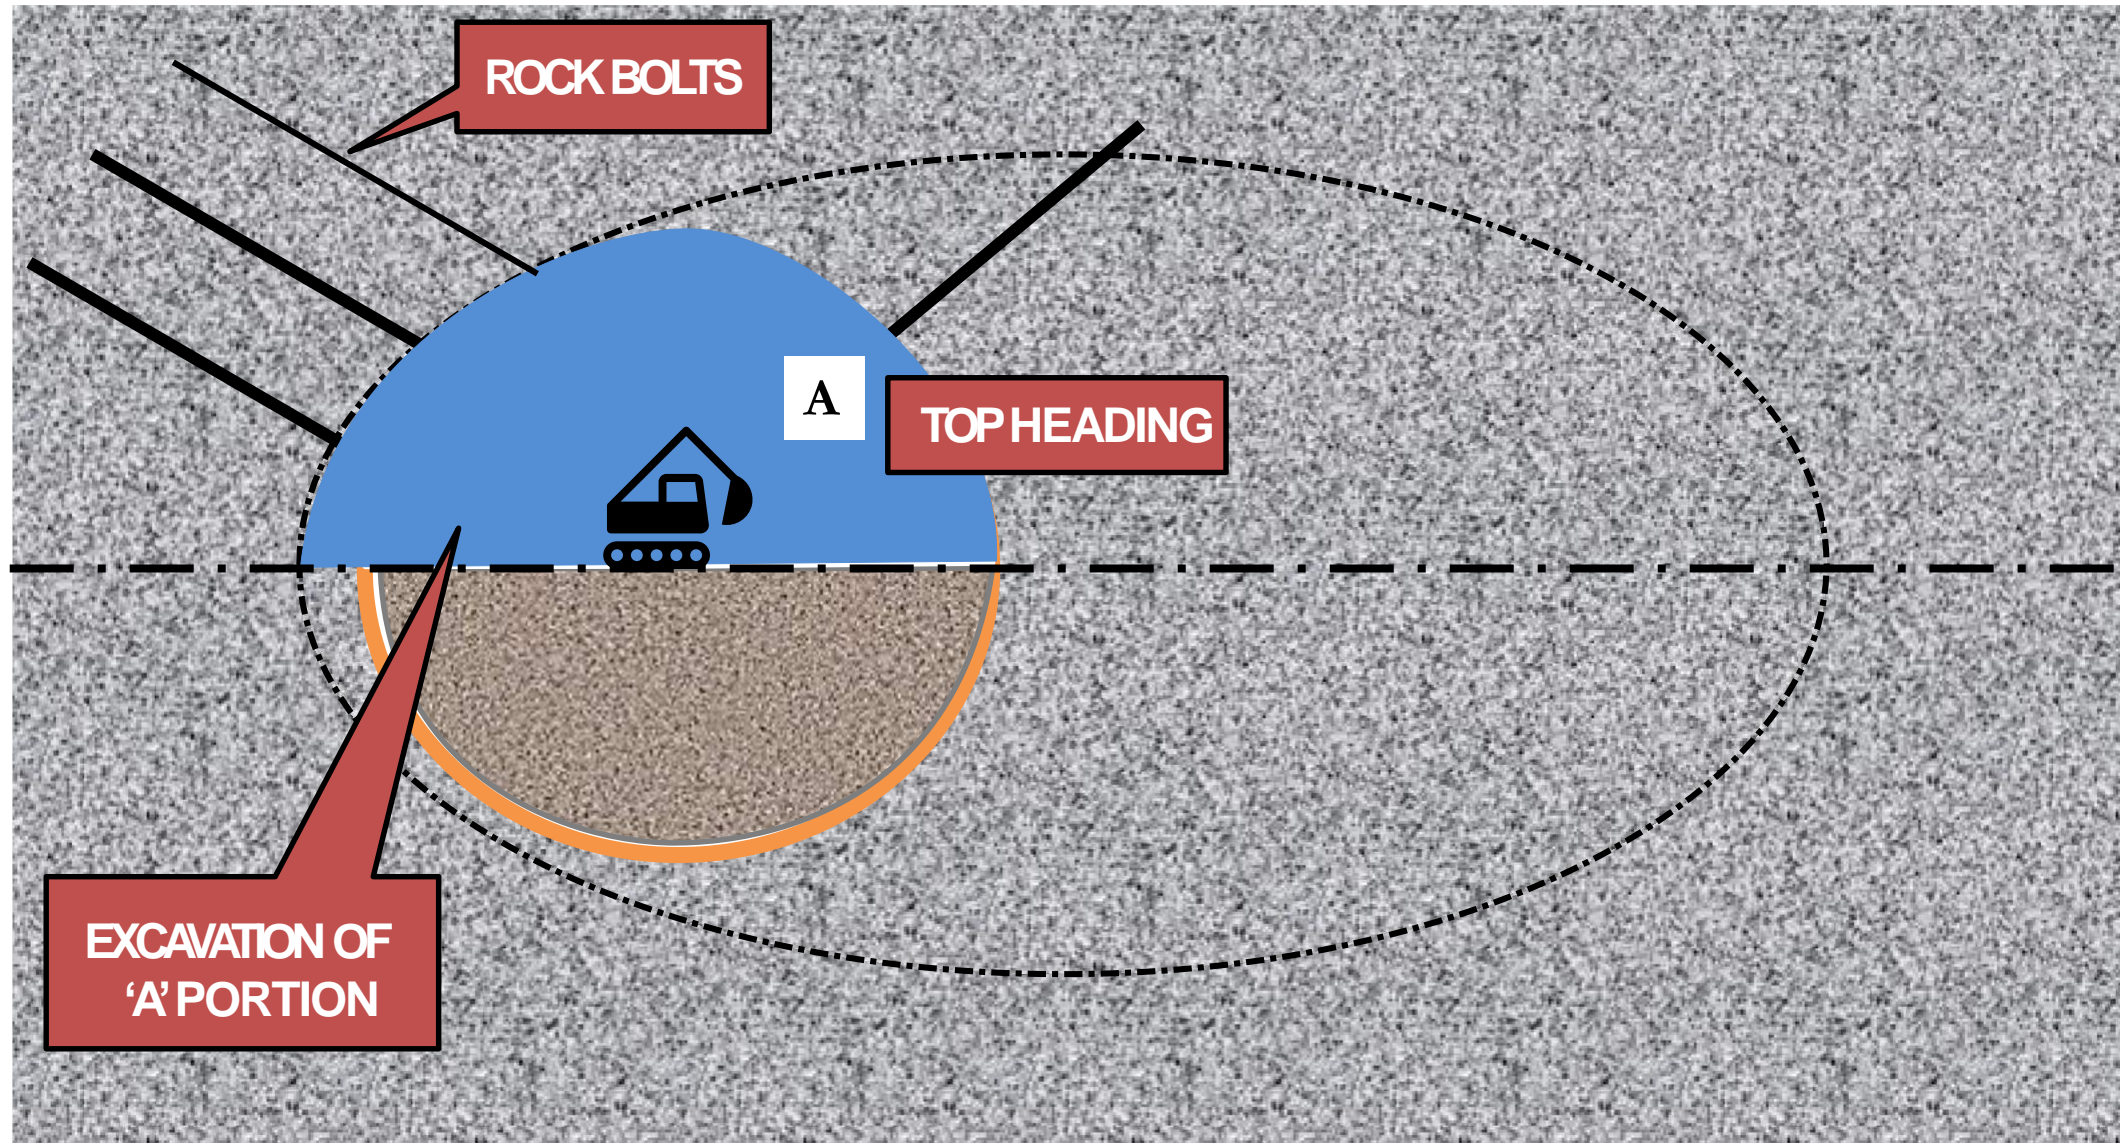 ROCK BOLTS
A
TOP HEADING
EXCAVATION OF
‘A’ PORTION